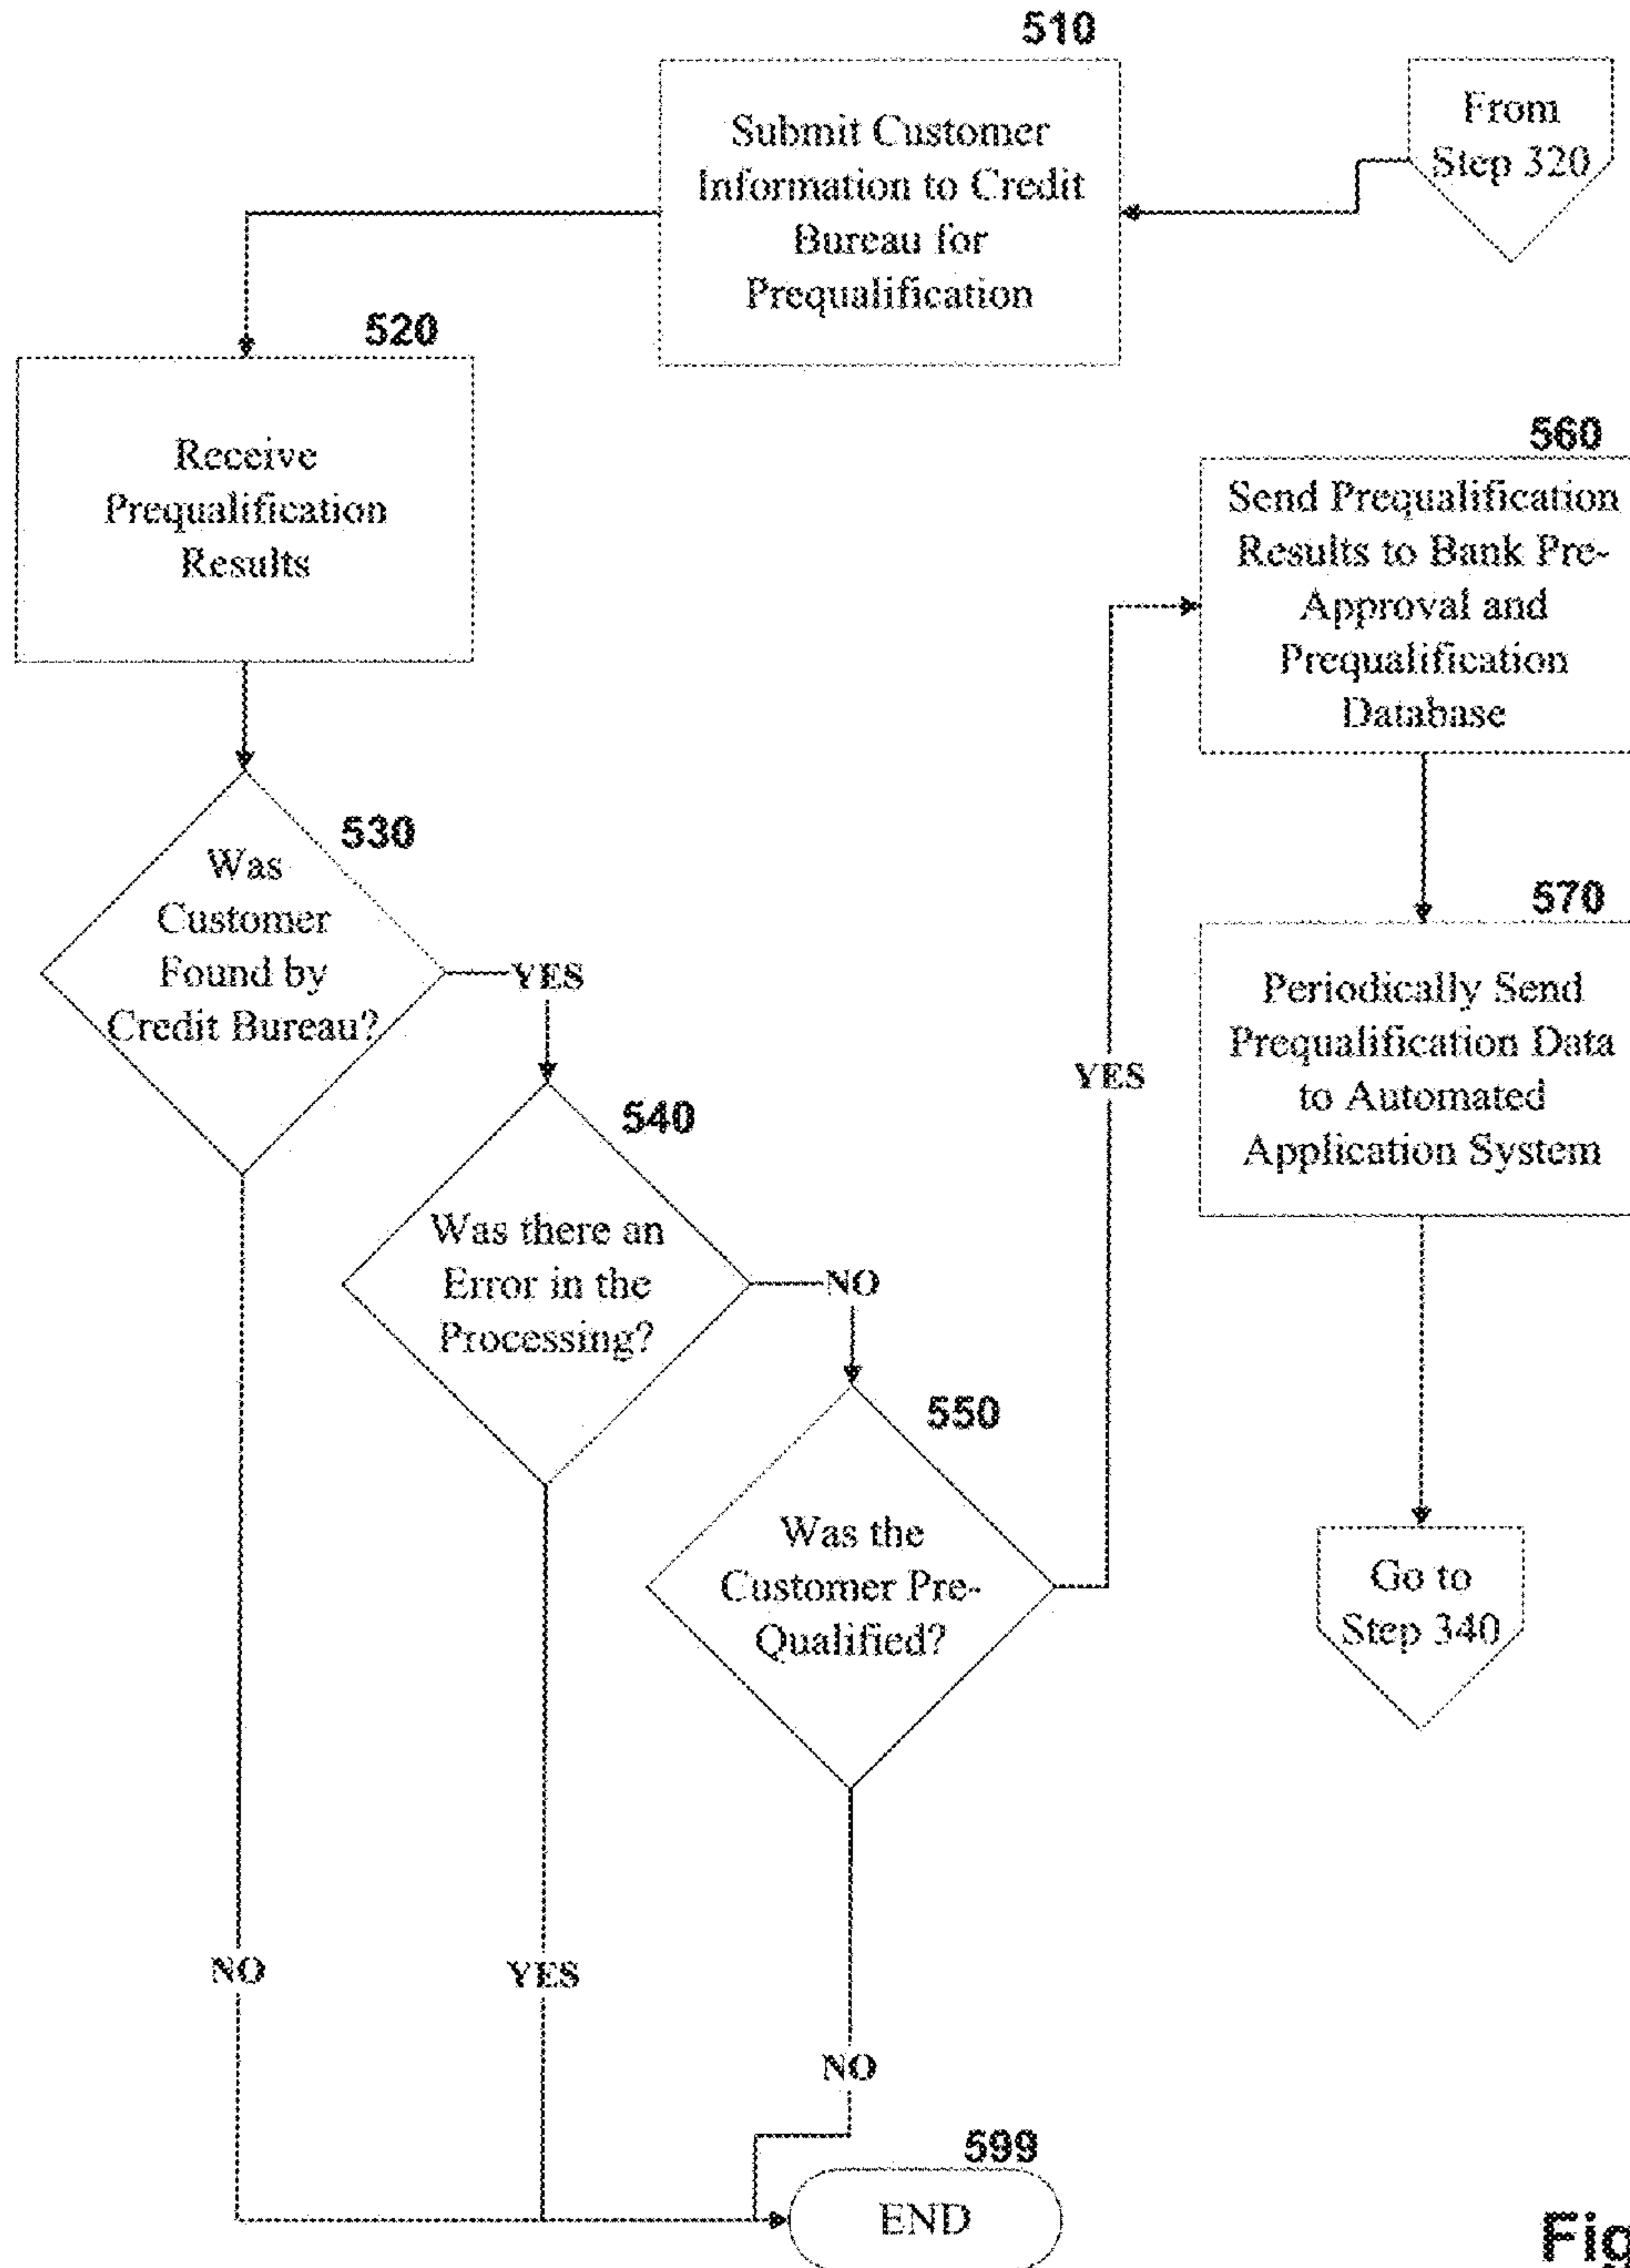 510
Submit Customer
Information to Credit
Bureau for
Prequalification
From
Step 320
520
Receive
Prequalification
Results
560
Send Prequalification
Results to Bank Pre-
Approval and
Prequalification
Database
530
Was
Customer
Found by
Credit Bureau?
YES
570
Periodically Send
Prequalification Data
to Automated
Application System
YES
540
Was there an
Error in the
Processing?
NO
550
Was the
Customer Pre-
Qualified?
Go to
Step 340
NO
YES
NO
599
END
Fig